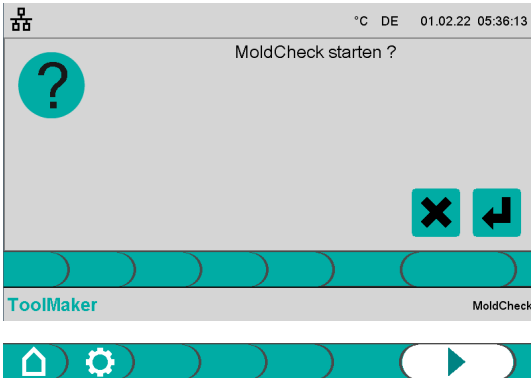 °C DE 01.02.22 05:36:13
MoldCheck starten ?
?
ToolMaker MoldCheck